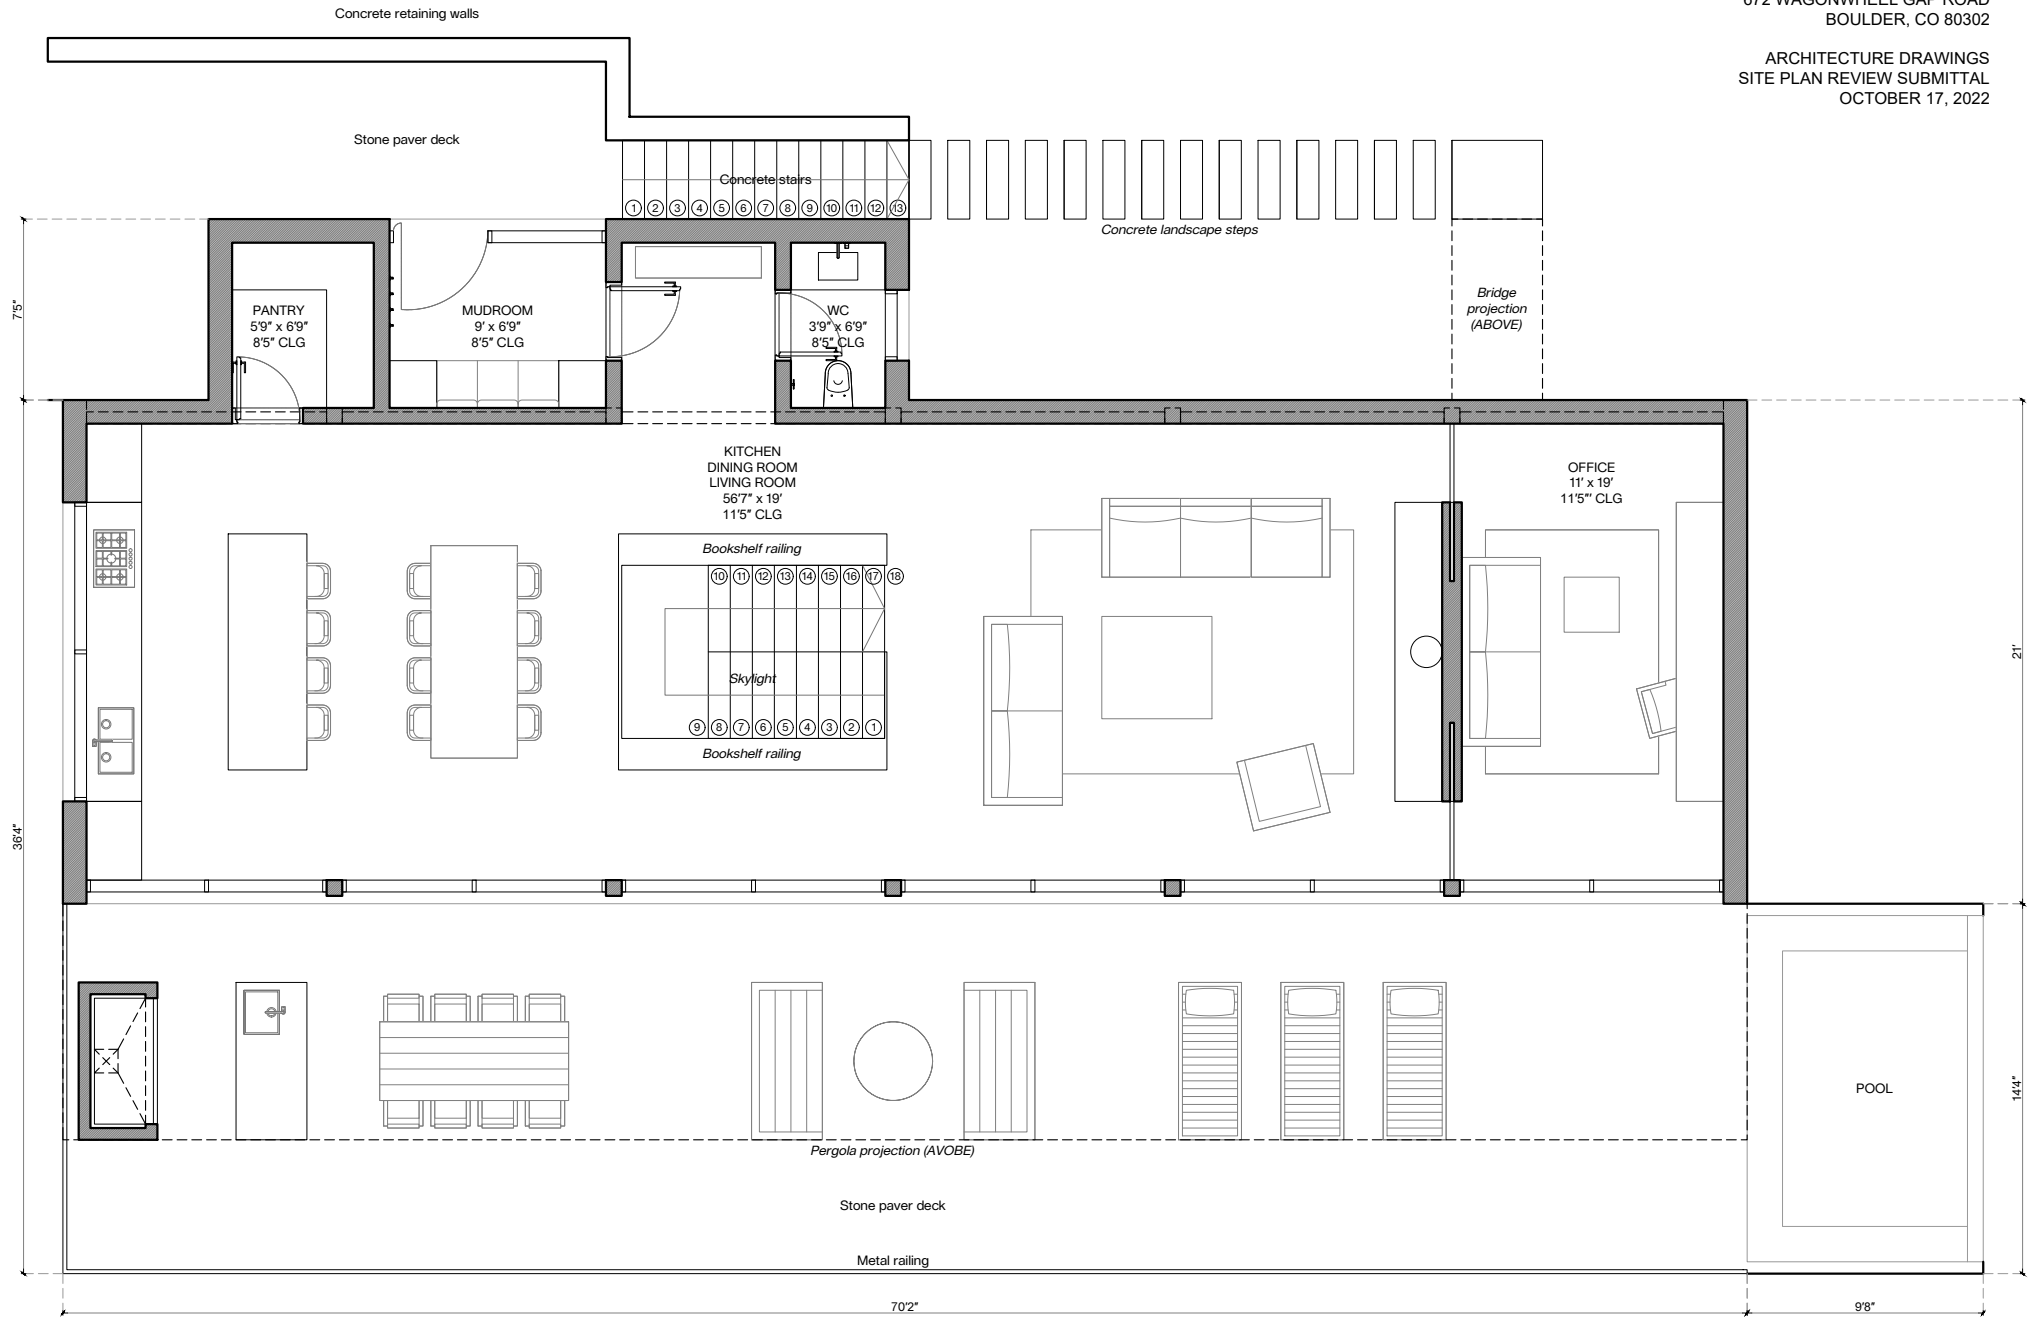 Concrete retaining walls
WAGONWHEEL GAP ROAD
BOULDER, CO 80302
ARCHITECTURE DRAWINGS
SITE PLAN REVIEW SUBMITTAL
OCTOBER 17, 2022
Stone paver deck
Concrete stairs
1 2 3 4 5 6 7 8 9 10 11 12 13
Concrete landscape steps
7'5"
PANTRY
5'9" x 6'9"
8'5" CLG
MUDROOM
9' x 6'9"
8'5" CLG
WC
3'9" x 6'9"
8'5" CLG
Bridge
projection
(ABOVE)
KITCHEN
DINING ROOM
LIVING ROOM
56'7" x 19'
11'5" CLG
OFFICE
11' x 19'
11'5"' CLG
Bookshelf railing
10 11 12 13 14 15 16 17 18
Skylight
9 8 7 6 5 4 3 2 1
Bookshelf railing
21'
36'4"
POOL
14'4"
Pergola projection (AVOBE)
Stone paver deck
Metal railing
70'2"
9'8"